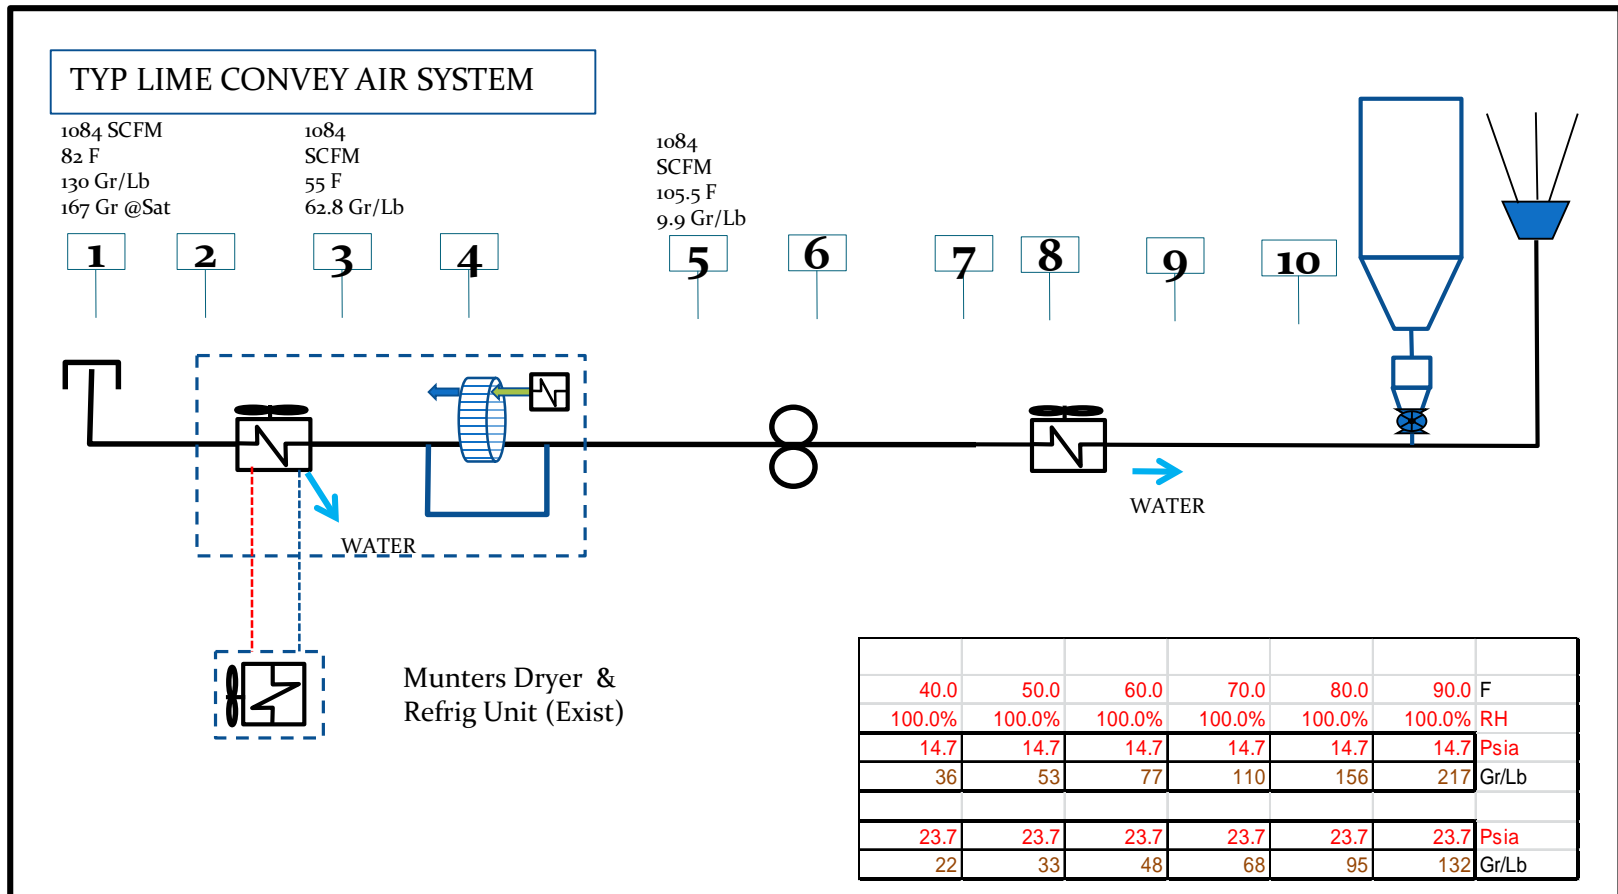 TYP LIME CONVEY AIR SYSTEM
1084 SCFM
82 F
130 Gr/Lb
167 Gr @Sat
1084
SCFM
55 F
62.8 Gr/Lb
1084
SCFM
105.5 F
9.9 Gr/Lb
1 2 3 4 5 6 7 8 9 10
WATER
WATER
Munters Dryer &
Refrig Unit (Exist)
40.0 50.0 60.0 70.0 80.0 90.0 F
100.0% 100.0% 100.0% 100.0% 100.0% 100.0% RH
14.7 14.7 14.7 14.7 14.7 14.7 Psia
36 53 77 110 156 217 Gr/Lb
23.7 23.7 23.7 23.7 23.7 23.7 Psia
22 33 48 68 95 132 Gr/Lb